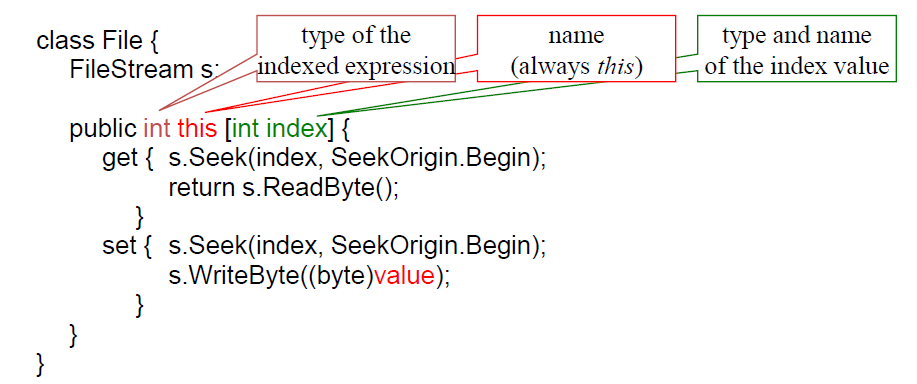 type of the
indexed expression
name
(always this)
type and name
of the index value
class File {
FileStream s;
public int this [int index] {
get { s.Seek(index, SeekOrigin.Begin);
return s.ReadByte();
}
set { s.Seek(index, SeekOrigin.Begin);
s.WriteByte((byte)value);
}
}
}